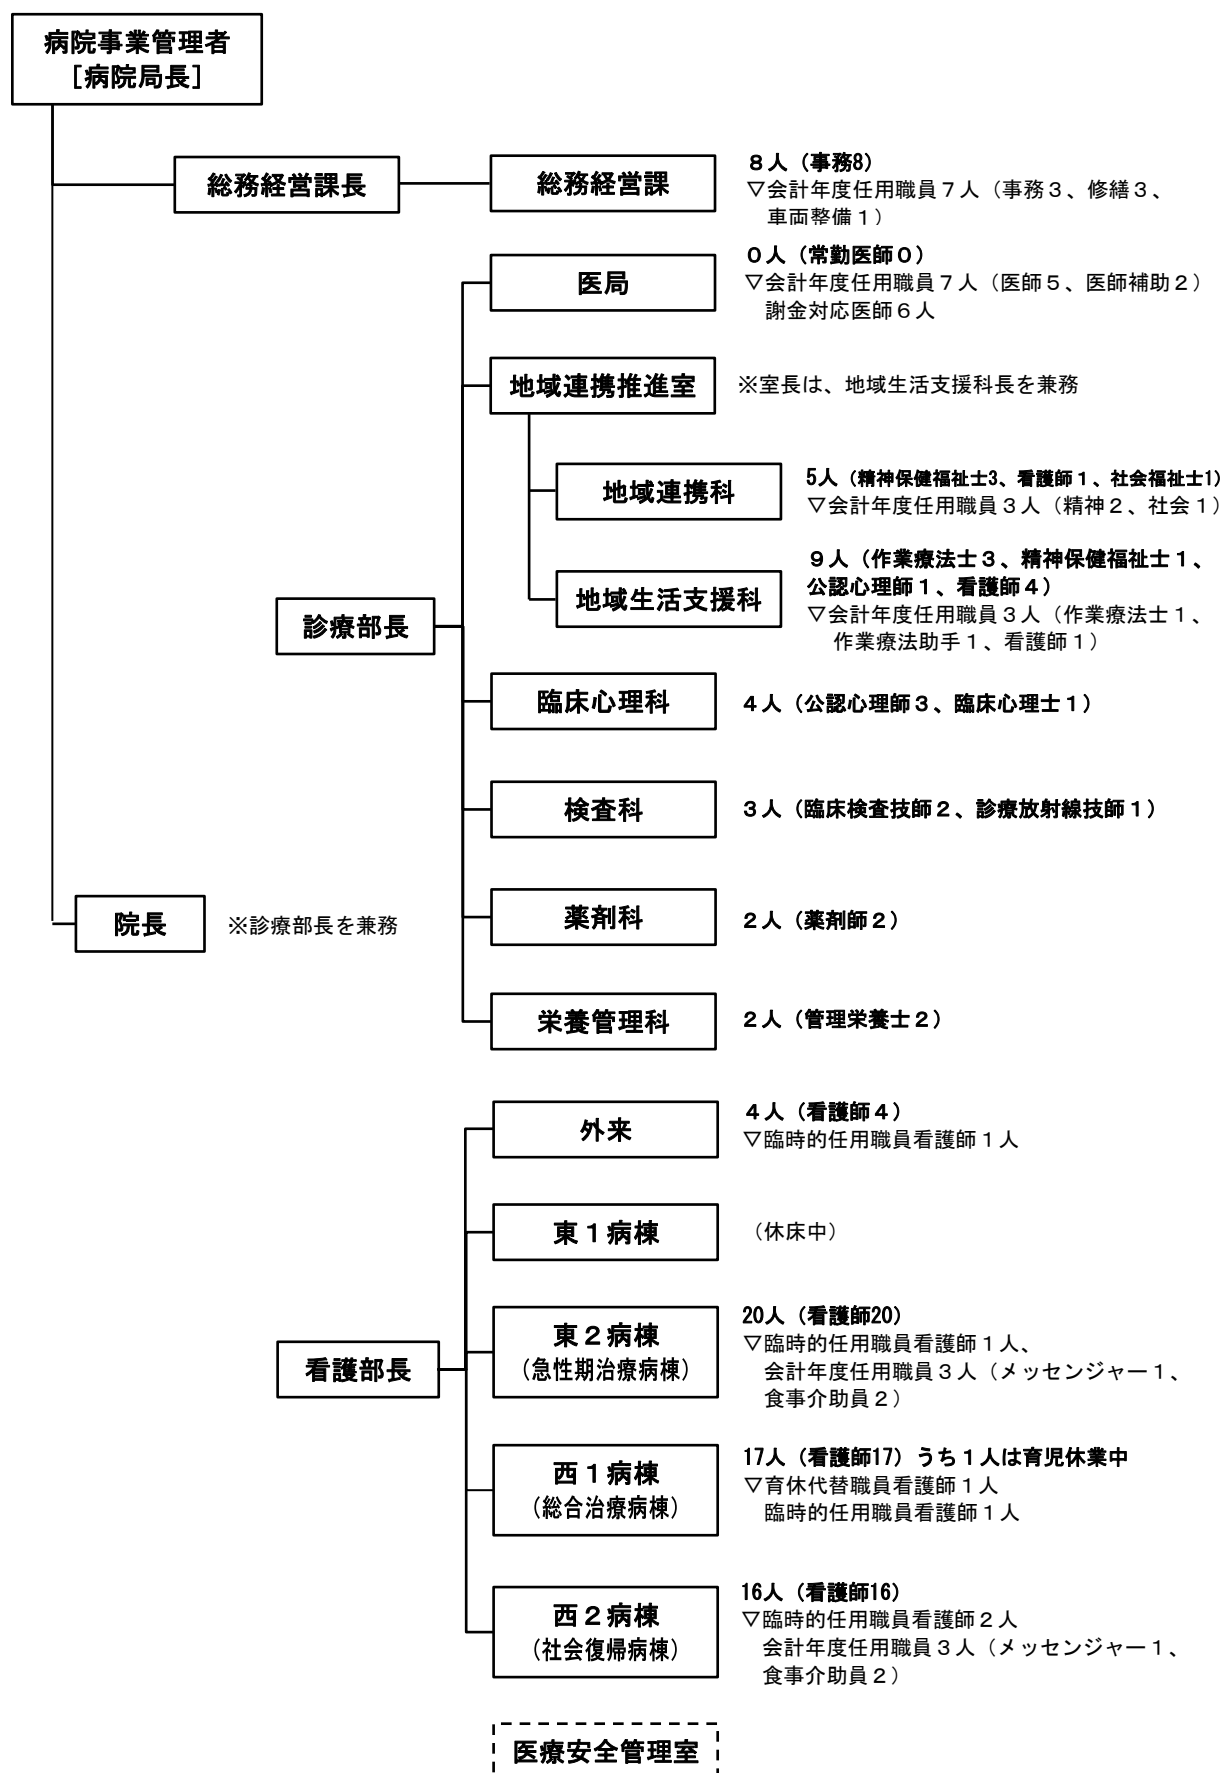 病院事業管理者
[病院局長]
総務経営課長
総務経営課
８人（事務8）
▽会計年度任用職員７人（事務３、修繕３、
車両整備１）
医局
０人（常勤医師０）
▽会計年度任用職員７人（医師５、医師補助２）
謝金対応医師６人
地域連携推進室
※室長は、地域生活支援科長を兼務
地域連携科
5人（精神保健福祉士3、看護師１、社会福祉士1）
▽会計年度任用職員３人（精神２、社会１）
地域生活支援科
９人（作業療法士３、精神保健福祉士１、
公認心理師１、看護師４）
▽会計年度任用職員３人（作業療法士１、
作業療法助手１、看護師１）
診療部長
臨床心理科
４人（公認心理師３、臨床心理士１）
検査科
３人（臨床検査技師２、診療放射線技師１）
院長
※診療部長を兼務
薬剤科
２人（薬剤師２）
栄養管理科
２人（管理栄養士２）
外来
４人（看護師４）
▽臨時的任用職員看護師１人
東１病棟
（休床中）
看護部長
東２病棟
（急性期治療病棟）
20人（看護師20）
▽臨時的任用職員看護師１人、
会計年度任用職員３人（メッセンジャー１、
食事介助員２）
西１病棟
（総合治療病棟）
17人（看護師17）うち１人は育児休業中
▽育休代替職員看護師１人
臨時的任用職員看護師１人
西２病棟
（社会復帰病棟）
16人（看護師16）
▽臨時的任用職員看護師２人
会計年度任用職員３人（メッセンジャー１、
食事介助員２）
医療安全管理室